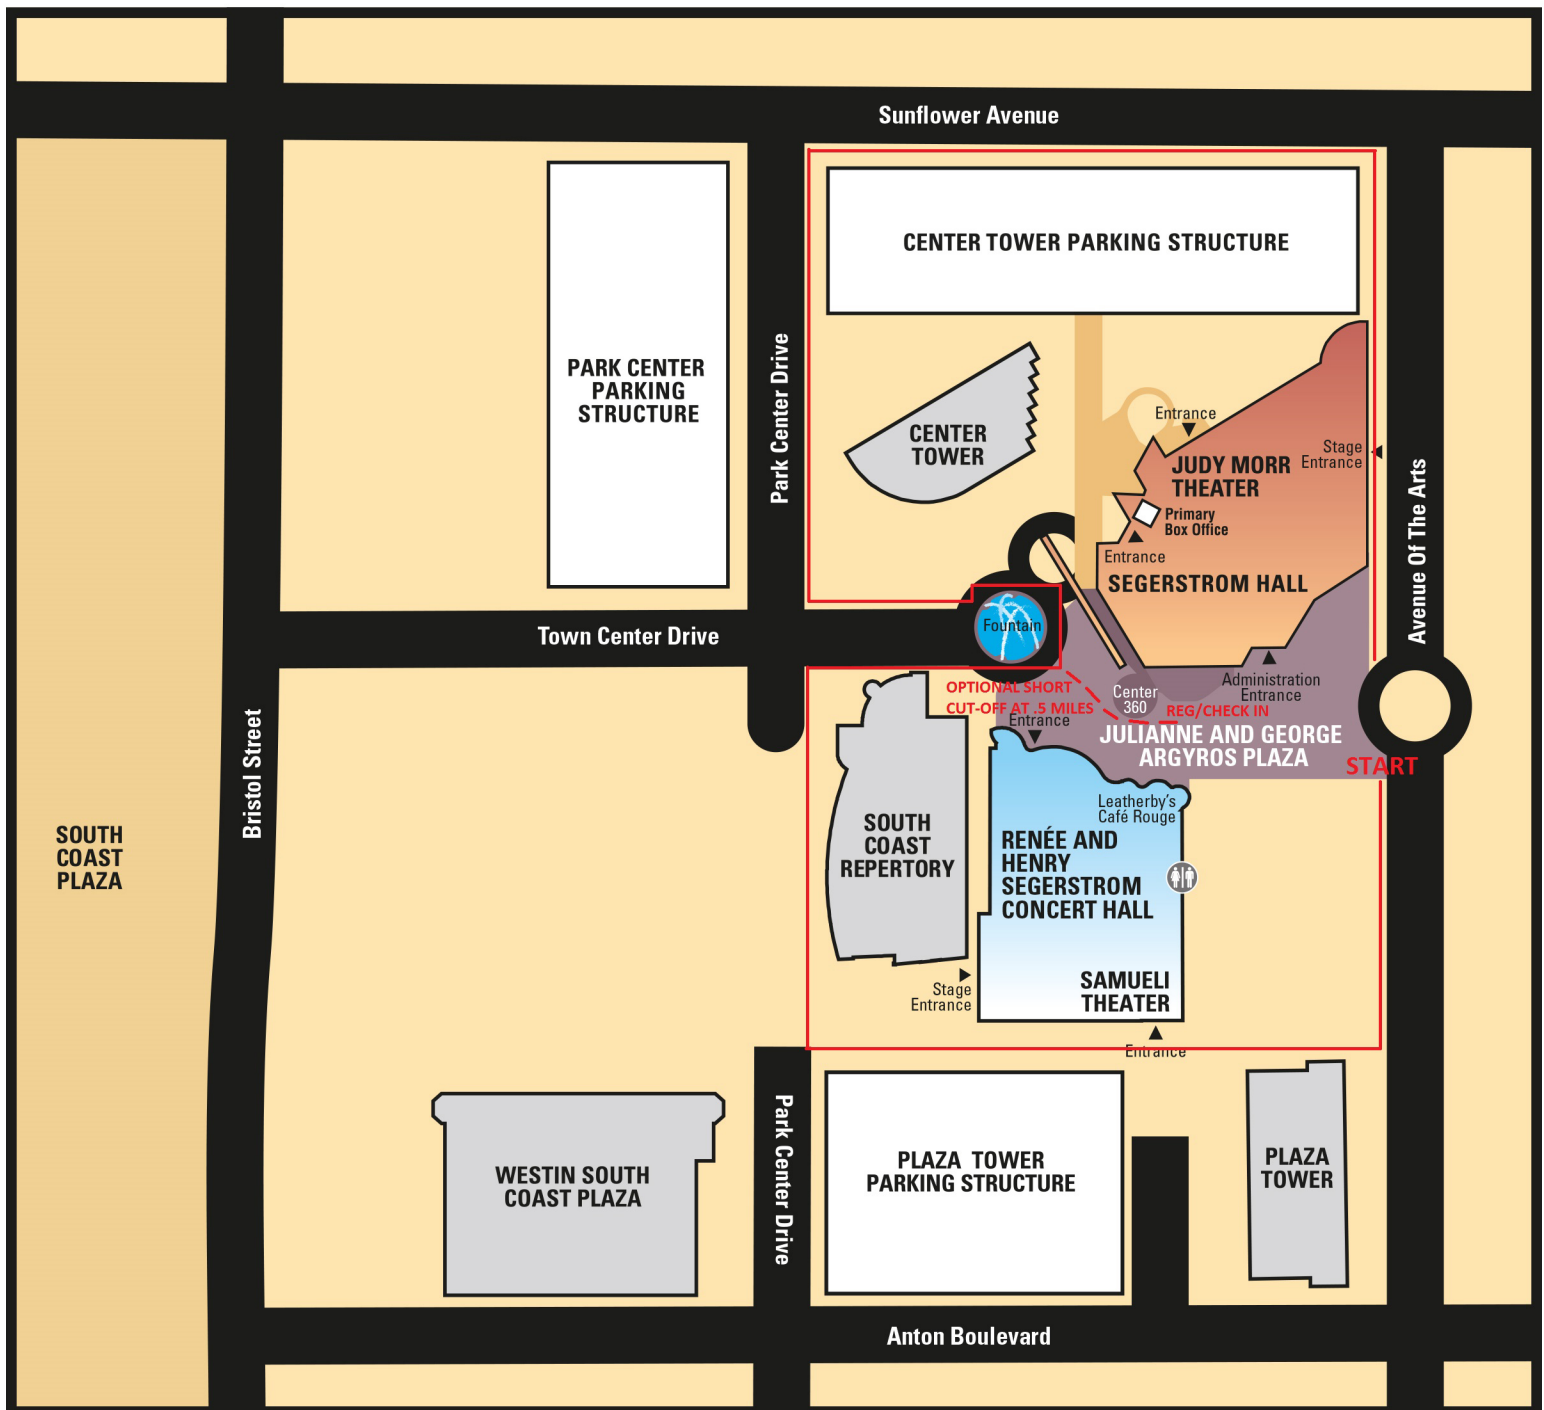 Sunflower Avenue
CENTER TOWER PARKING STRUCTURE
PARK CENTER
PARKING
STRUCTURE
Park Center Drive
CENTER
TOWER
Entrance
JUDY MORR
THEATER
Stage
Entrance
Primary
Box Office
Entrance
SEGERSTROM HALL
Avenue Of The Arts
Town Center Drive
Fountain
OPTIONAL SHORT
CUT-OFF AT .5 MILES
Center
360
Administration
Entrance
REG/CHECK IN
Entrance
JULIANNE AND GEORGE
ARGYROS PLAZA
START
Bristol Street
SOUTH
COAST
PLAZA
SOUTH
COAST
REPERTORY
Leatherby's
Café Rouge
RENÉE AND
HENRY
SEGERSTROM
CONCERT HALL
SAMUELI
THEATER
Stage
Entrance
Entrance
Park Center Drive
WESTIN SOUTH
COAST PLAZA
PLAZA TOWER
PARKING STRUCTURE
PLAZA
TOWER
Anton Boulevard